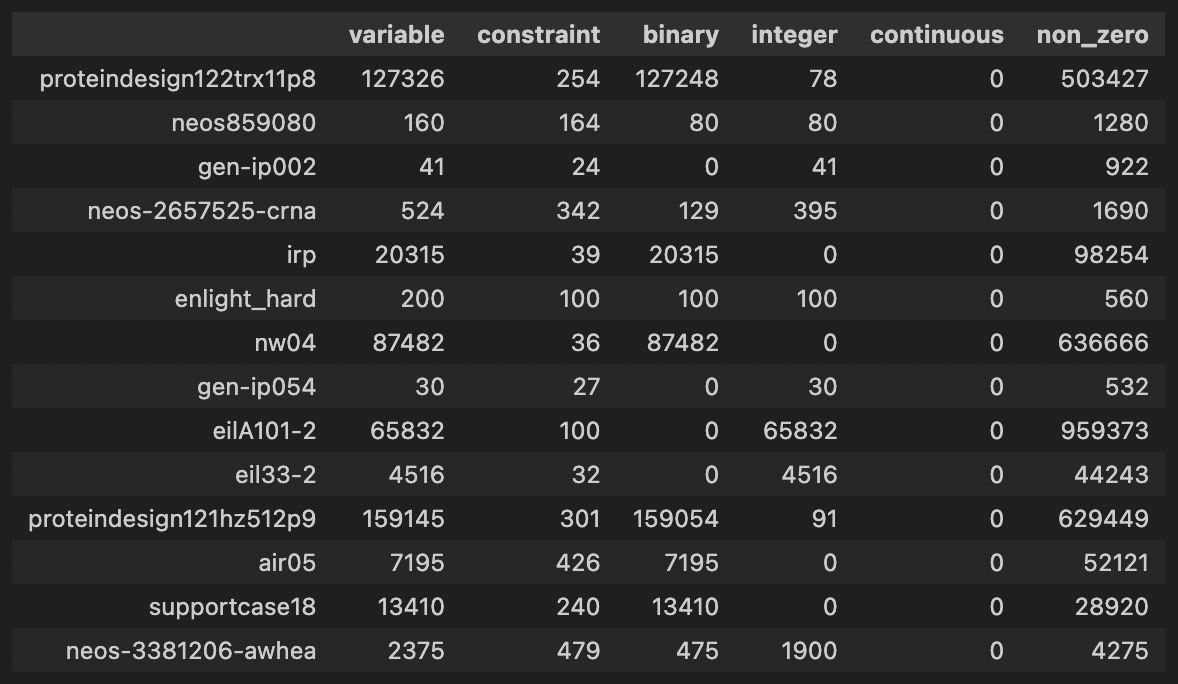 variable constraint binary integer continuous non_zero
proteindesign122trx11p8 127326 254 127248 78 0 503427
neos859080 160 164 80 80 0 1280
gen-ip002 41 24 0 41 0 922
neos-2657525-crna 524 342 129 395 0 1690
irp 20315 39 20315 0 0 98254
enlight_hard 200 100 100 100 0 560
nw04 87482 36 87482 0 0 636666
gen-ip054 30 27 0 30 0 532
eilA101-2 65832 100 0 65832 0 959373
eil33-2 4516 32 0 4516 0 44243
proteindesign121hz512p9 159145 301 159054 91 0 629449
air05 7195 426 7195 0 0 52121
supportcase18 13410 240 13410 0 0 28920
neos-3381206-awhea 2375 479 475 1900 0 4275